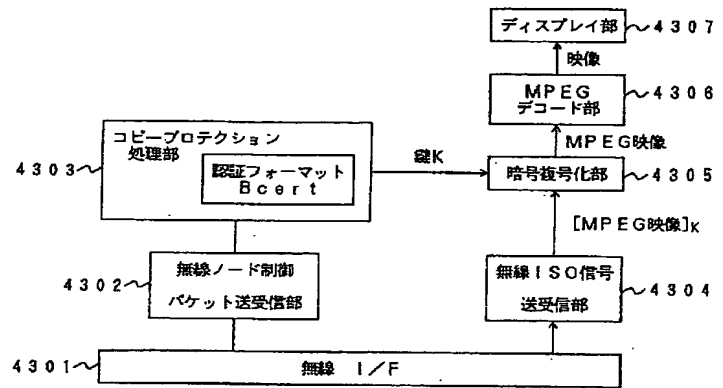 ディスプレイ部
4307
映像
MPEG
デコード部
4306
MPEG映像
コピープロテクション
処理部
認証フォーマット
Bcert
4303
鍵K
暗号復号化部
4305
[MPEG映像]K
無線ノード制御
パケット送受信部
4302
無線ISO信号
送受信部
4304
4301
無線 I/F